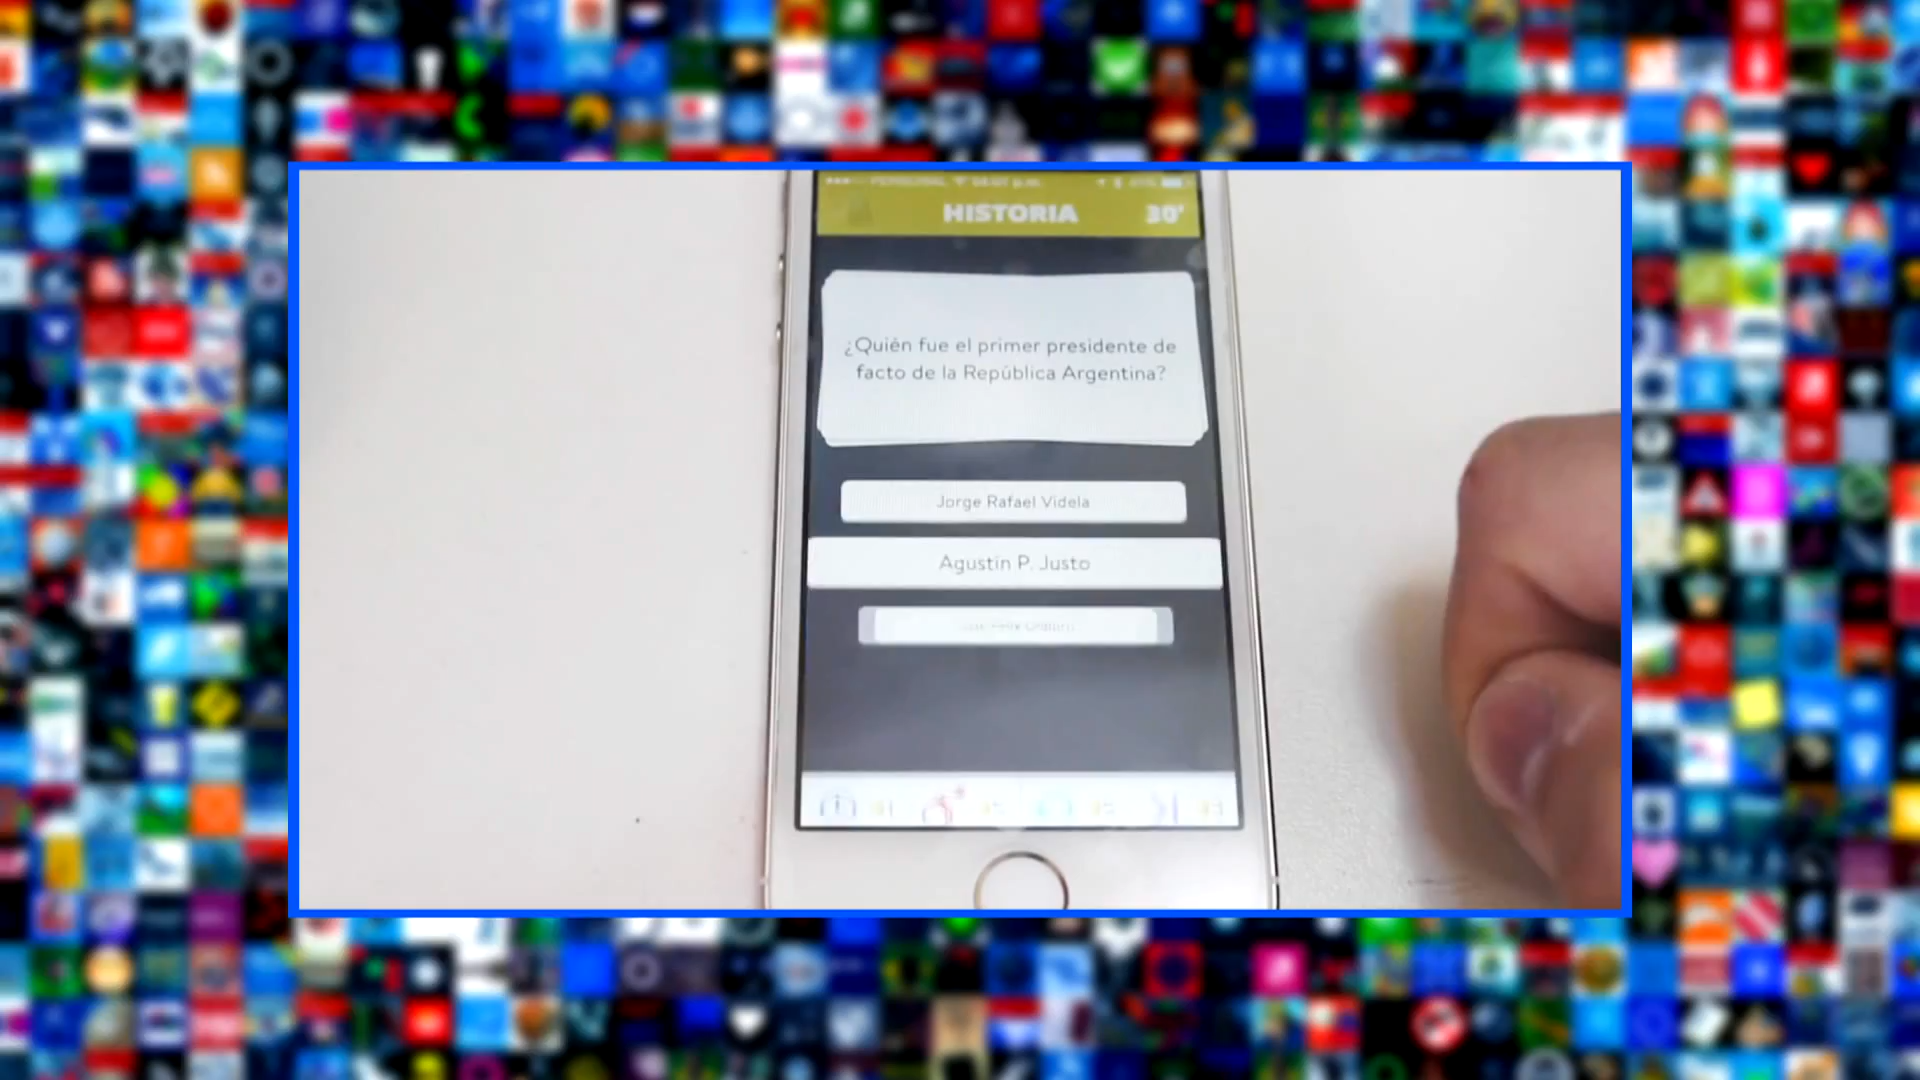 HISTORIA
30'
¿Quién fue el primer presidente de
facto de la República Argentina?
Jorge Rafael Videla
Agustín P. Justo